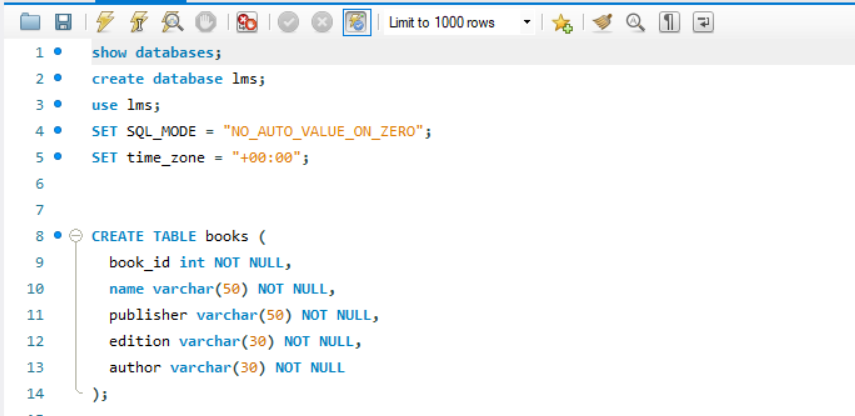 Limit to 1000 rows
1 show databases;
2 create database lms;
3 use lms;
4 SET SQL_MODE = "NO_AUTO_VALUE_ON_ZERO";
5 SET time_zone = "+00:00";
6
7
8 CREATE TABLE books (
9 book_id int NOT NULL,
10 name varchar(50) NOT NULL,
11 publisher varchar(50) NOT NULL,
12 edition varchar(30) NOT NULL,
13 author varchar(30) NOT NULL
14 );